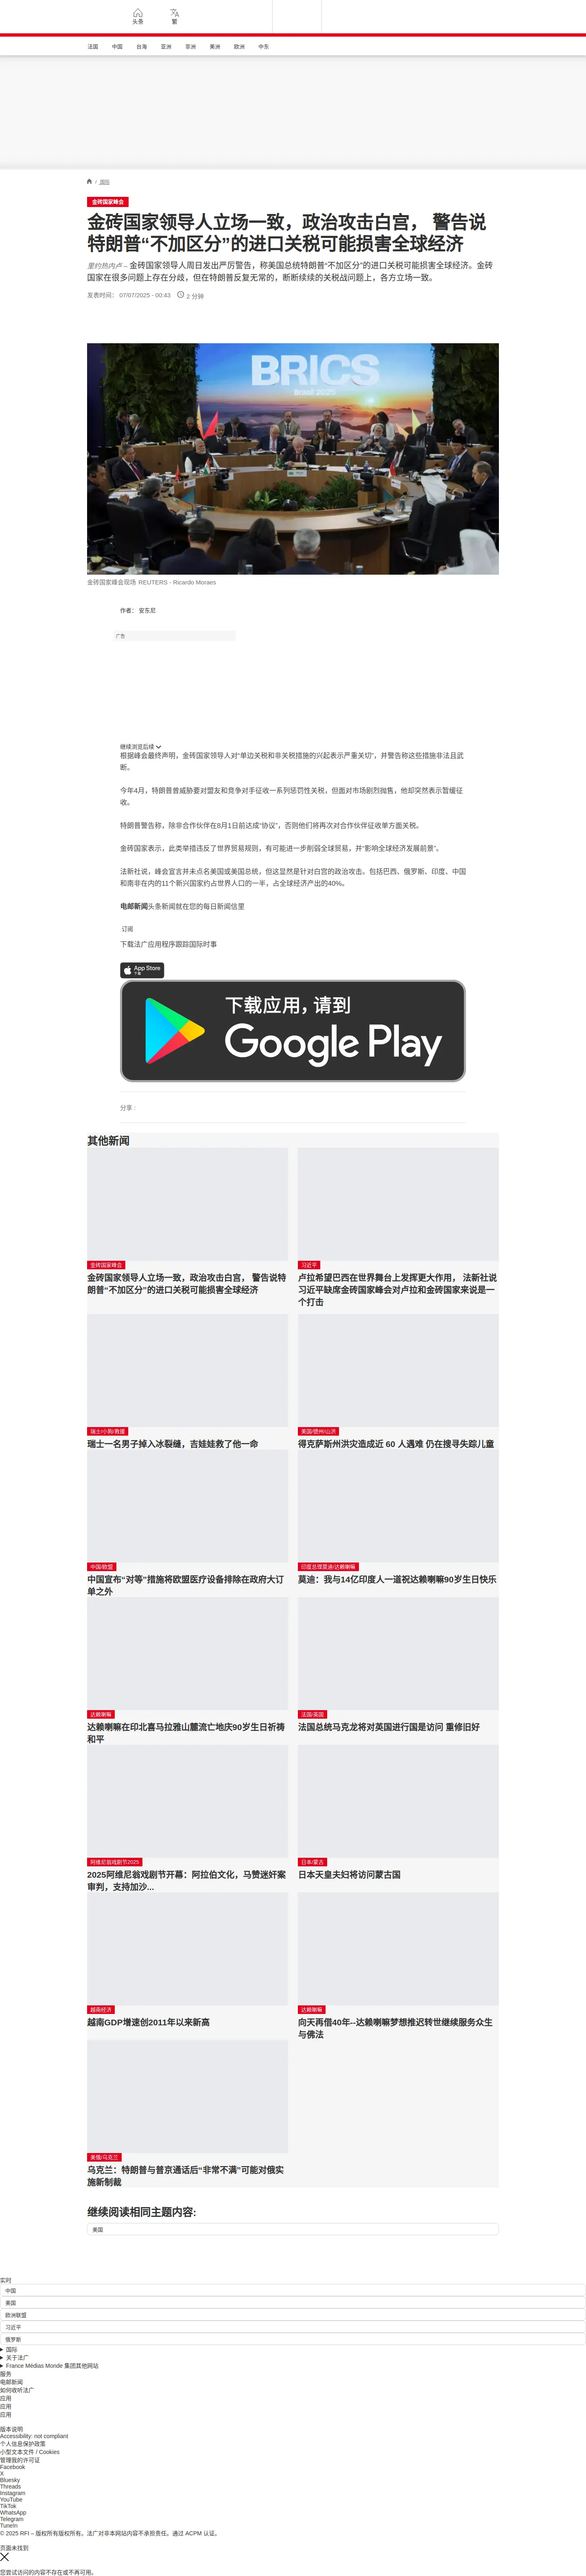 头条
繁
法国
中国
台海
亚洲
非洲
美洲
欧洲
中东
/ 国际
金砖国家峰会
金砖国家领导人立场一致，政治攻击白宫， 警告说
特朗普“不加区分”的进口关税可能损害全球经济
里约热内卢 – 金砖国家领导人周日发出严厉警告，称美国总统特朗普“不加区分”的进口关税可能损害全球经济。金砖
国家在很多问题上存在分歧，但在特朗普反复无常的，断断续续的关税战问题上，各方立场一致。
发表时间： 07/07/2025 - 00:43
2 分钟
BRICS
Brasil 2025
金砖国家峰会现场 REUTERS - Ricardo Moraes
作者： 安东尼
广告
继续浏览后续
根据峰会最终声明，金砖国家领导人对“单边关税和非关税措施的兴起表示严重关切”，并警告称这些措施非法且武
断。
今年4月，特朗普曾威胁要对盟友和竞争对手征收一系列惩罚性关税，但面对市场剧烈抛售，他却突然表示暂缓征
收。
特朗普警告称，除非合作伙伴在8月1日前达成“协议”，否则他们将再次对合作伙伴征收单方面关税。
金砖国家表示，此类举措违反了世界贸易规则，有可能进一步削弱全球贸易，并“影响全球经济发展前景”。
法新社说，峰会宣言并未点名美国或美国总统，但这显然是针对白宫的政治攻击。包括巴西、俄罗斯、印度、中国
和南非在内的11个新兴国家约占世界人口的一半，占全球经济产出的40%。
电邮新闻头条新闻就在您的每日新闻信里
订阅
下载法广应用程序跟踪国际时事
App Store
下载
下载应用，请到
Google Play
分享 :
其他新闻
金砖国家峰会
金砖国家领导人立场一致，政治攻击白宫， 警告说特
朗普“不加区分”的进口关税可能损害全球经济
习近平
卢拉希望巴西在世界舞台上发挥更大作用， 法新社说
习近平缺席金砖国家峰会对卢拉和金砖国家来说是一
个打击
瑞士/小狗/救援
瑞士一名男子掉入冰裂缝，吉娃娃救了他一命
美国/德州/山洪
得克萨斯州洪灾造成近 60 人遇难 仍在搜寻失踪儿童
中国/欧盟
中国宣布“对等”措施将欧盟医疗设备排除在政府大订
单之外
印度总理莫迪/达赖喇嘛
莫迪：我与14亿印度人一道祝达赖喇嘛90岁生日快乐
达赖喇嘛
达赖喇嘛在印北喜马拉雅山麓流亡地庆90岁生日祈祷
和平
法国/英国
法国总统马克龙将对英国进行国是访问 重修旧好
阿维尼翁戏剧节2025
2025阿维尼翁戏剧节开幕：阿拉伯文化，马赞迷奸案
审判，支持加沙...
日本/蒙古
日本天皇夫妇将访问蒙古国
越南经济
越南GDP增速创2011年以来新高
达赖喇嘛
向天再借40年--达赖喇嘛梦想推迟转世继续服务众生
与佛法
美俄/乌克兰
乌克兰：特朗普与普京通话后“非常不满”可能对俄实
施新制裁
继续阅读相同主题内容:
美国
实时
中国
美国
欧洲联盟
习近平
俄罗斯
国际
关于法广
France Médias Monde 集团其他网站
服务
电邮新闻
如何收听法广
应用
应用
应用
版本说明
Accessibility: not compliant
个人信息保护政策
小型文本文件 / Cookies
管理我的许可证
Facebook
X
Bluesky
Threads
Instagram
YouTube
TikTok
WhatsApp
Telegram
TuneIn
© 2025 RFI – 版权所有版权所有。法广对非本网站内容不承担责任。通过 ACPM 认证。
页面未找到
您尝试访问的内容不存在或不再可用。